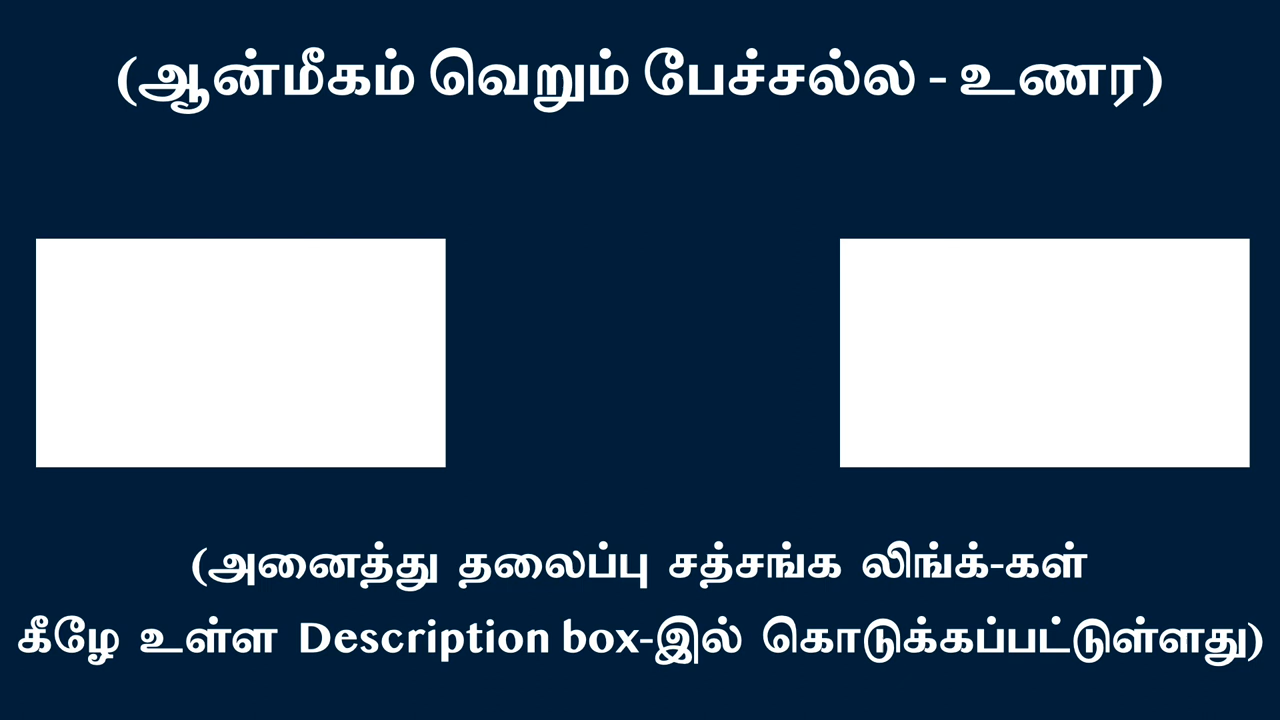 (ஆன்மீகம் வெறும் பேச்சல்ல - உணர)
(அனைத்து தலைப்பு சத்சங்க லிங்க்-கள்
கீழே உள்ள Description box-இல் கொடுக்கப்பட்டுள்ளது)